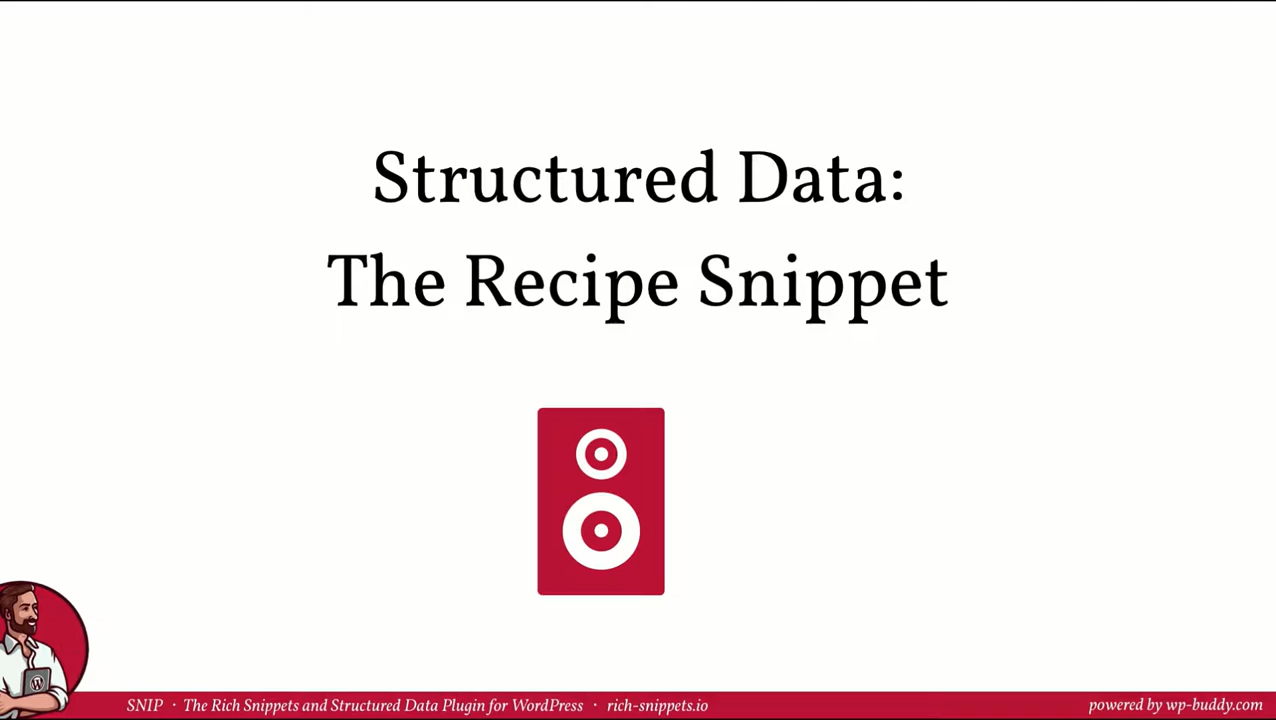 Structured Data:
The Recipe Snippet
SNIP · The Rich Snippets and Structured Data Plugin for WordPress · rich-snippets.io
powered by wp-buddy.com